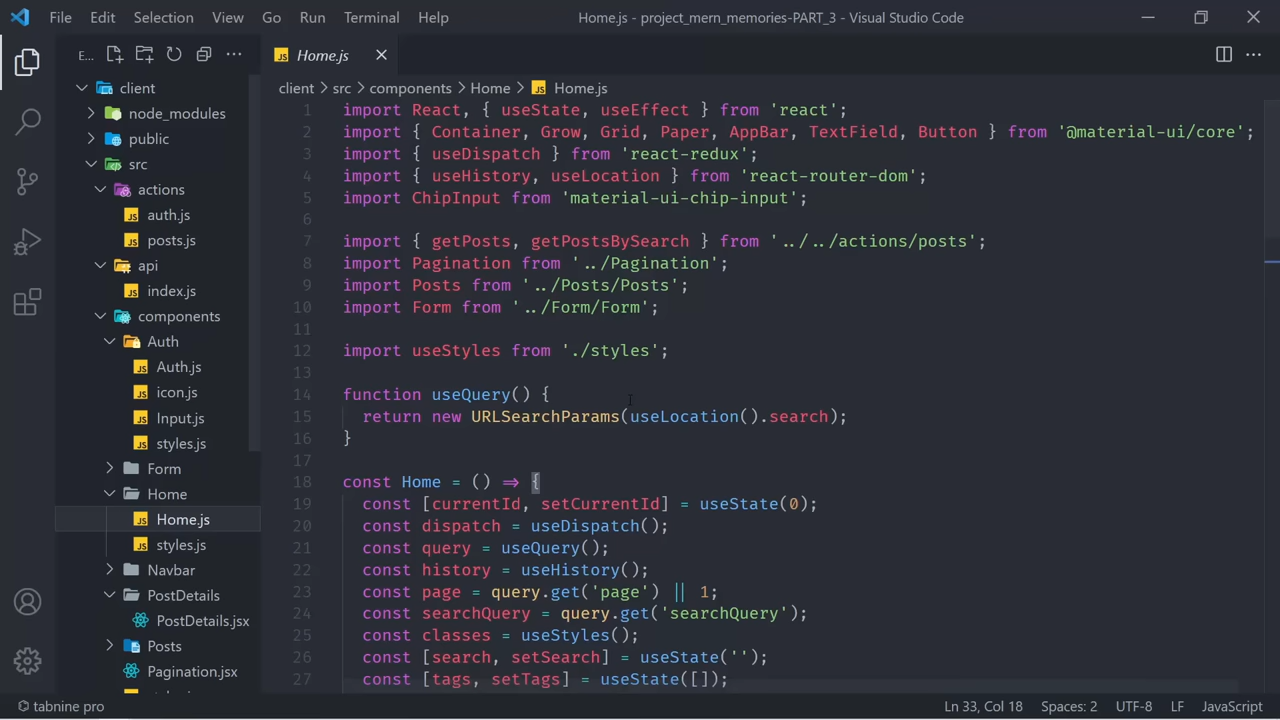 File Edit Selection View Go Run Terminal Help
Home.js - project_mern_memories-PART_3 - Visual Studio Code
E...
Home.js
client
node_modules
public
src
actions
auth.js
posts.js
api
index.js
components
Auth
Auth.js
icon.js
Input.js
styles.js
Form
Home
Home.js
styles.js
Navbar
PostDetails
PostDetails.jsx
Posts
Pagination.jsx
client > src > components > Home > Home.js
1 import React, { useState, useEffect } from 'react';
2 import { Container, Grow, Grid, Paper, AppBar, TextField, Button } from '@material-ui/core';
3 import { useDispatch } from 'react-redux';
4 import { useHistory, useLocation } from 'react-router-dom';
5 import ChipInput from 'material-ui-chip-input';
6
7 import { getPosts, getPostsBySearch } from '../../actions/posts';
8 import Pagination from '../Pagination';
9 import Posts from '../Posts/Posts';
10 import Form from '../Form/Form';
11
12 import useStyles from './styles';
13
14 function useQuery() {
15 return new URLSearchParams(useLocation().search);
16 }
17
18 const Home = () => {
19 const [currentId, setCurrentId] = useState(0);
20 const dispatch = useDispatch();
21 const query = useQuery();
22 const history = useHistory();
23 const page = query.get('page') || 1;
24 const searchQuery = query.get('searchQuery');
25 const classes = useStyles();
26 const [search, setSearch] = useState('');
27 const [tags, setTags] = useState([]);
tabnine pro
Ln 33, Col 18 Spaces: 2 UTF-8 LF JavaScript